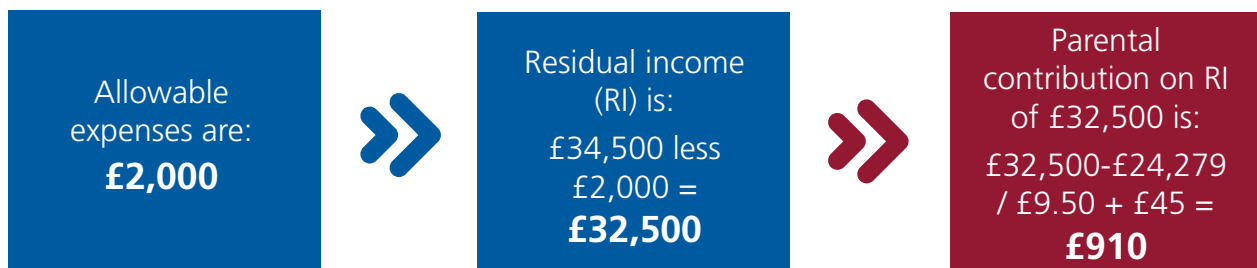 Allowable
expenses are:
£2,000
Residual income
(RI) is:
£34,500 less
£2,000 =
£32,500
Parental
contribution on RI
of £32,500 is:
£32,500-£24,279
/ £9.50 + £45 =
£910